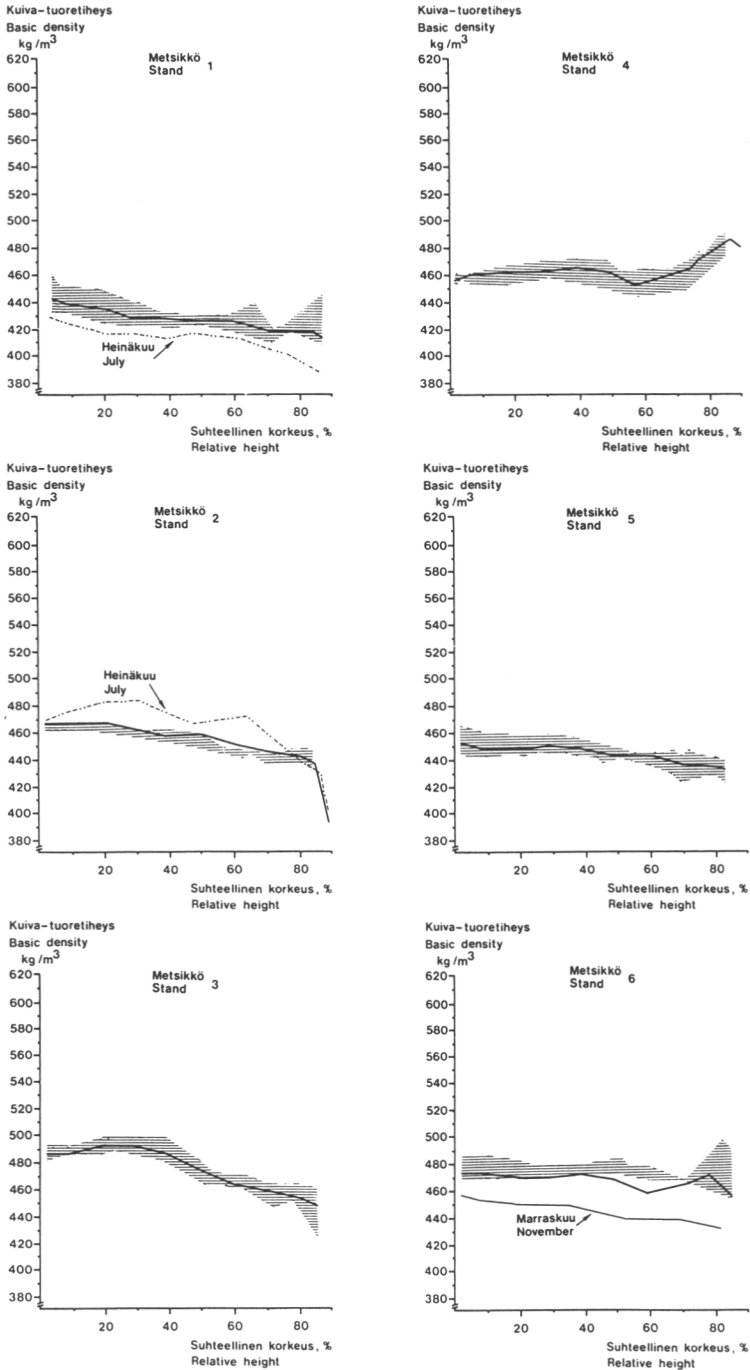 Kuiva-tuoretiheys
Basic density
kg/m³
Metsikkö
Stand 1
620
600
580
560
540
520
500
480
460
440
420
400
380
Heinäkuu
July
20 40 60 80
Suhteellinen korkeus, %
Relative height
Kuiva-tuoretiheys
Basic density
kg/m³
Metsikkö
Stand 4
620
600
580
560
540
520
500
480
460
440
420
400
380
20 40 60 80
Suhteellinen korkeus, %
Relative height
Kuiva-tuoretiheys
Basic density
kg/m³
Metsikkö
Stand 2
620
600
580
560
540
520
500
480
460
440
420
400
380
Heinäkuu
July
20 40 60 80
Suhteellinen korkeus, %
Relative height
Kuiva-tuoretiheys
Basic density
kg/m³
Metsikkö
Stand 5
620
600
580
560
540
520
500
480
460
440
420
400
380
20 40 60 80
Suhteellinen korkeus, %
Relative height
Kuiva-tuoretiheys
Basic density
kg/m³
Metsikkö
Stand 3
620
600
580
560
540
520
500
480
460
440
420
400
380
20 40 60 80
Suhteellinen korkeus, %
Relative height
Kuiva-tuoretiheys
Basic density
kg/m³
Metsikkö
Stand 6
620
600
580
560
540
520
500
480
460
440
420
400
380
Marraskuu
November
20 40 60 80
Suhteellinen korkeus, %
Relative height